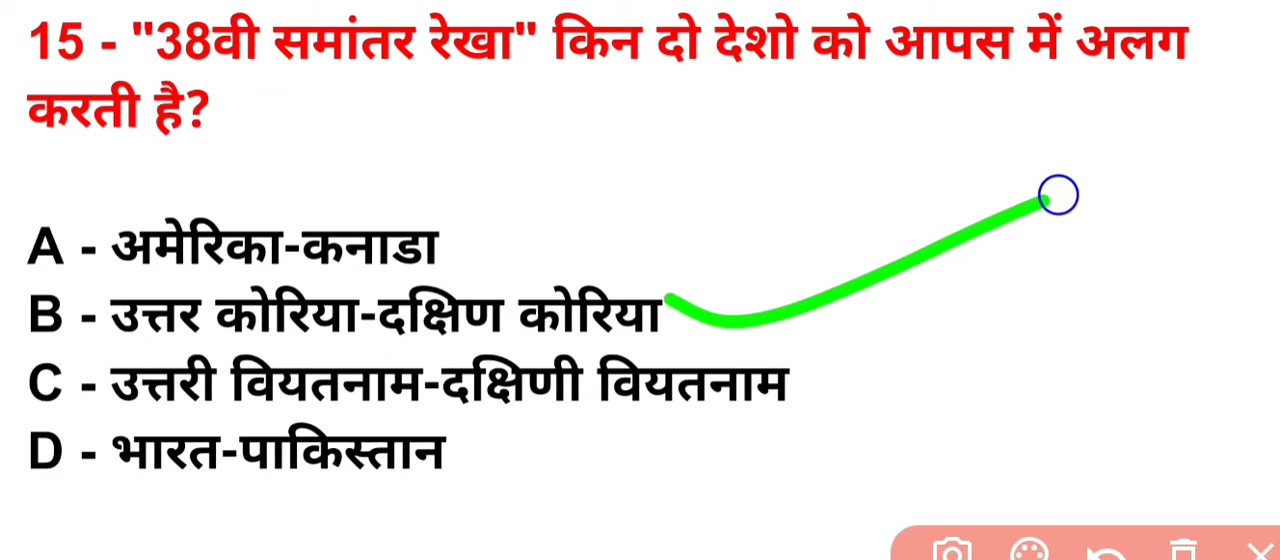 15 - "38वी समांतर रेखा" किन दो देशो को आपस में अलग
करती है?
A - अमेरिका-कनाडा
B - उत्तर कोरिया-दक्षिण कोरिया
C - उत्तरी वियतनाम-दक्षिणी वियतनाम
D - भारत-पाकिस्तान